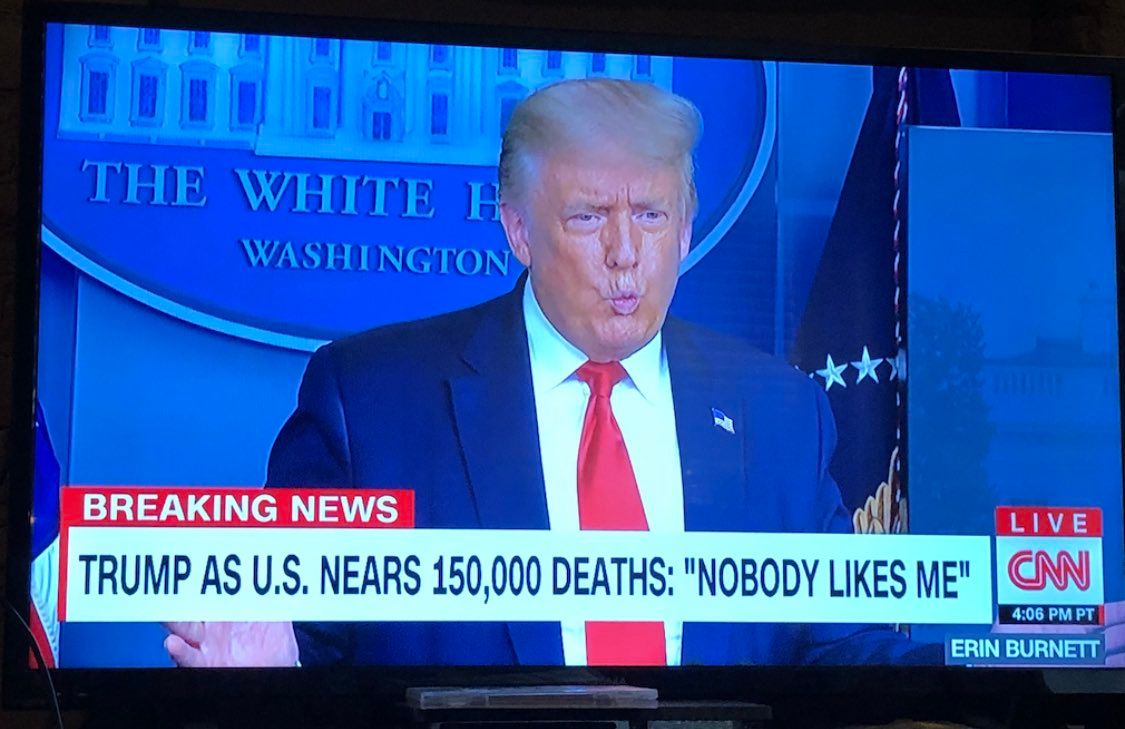 THE WHITE H
WASHINGTON
BREAKING NEWS
TRUMP AS U.S. NEARS 150,000 DEATHS: "NOBODY LIKES ME"
LIVE
CNN
4:06 PM PT
ERIN BURNETT